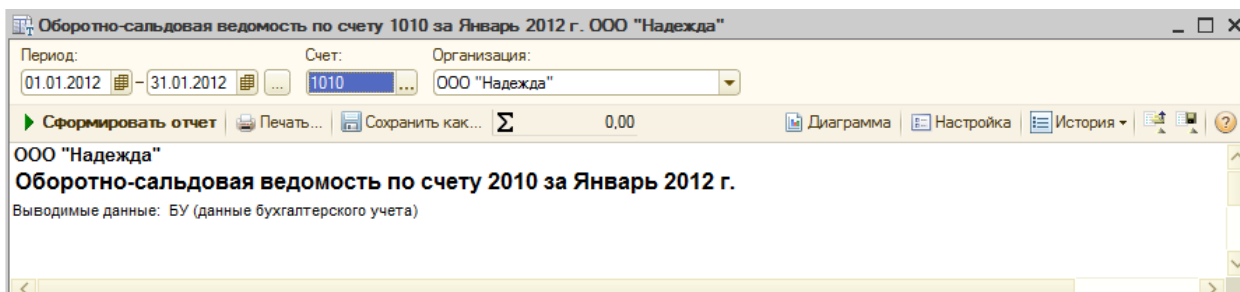 Оборотно-сальдовая ведомость по счету 1010 за Январь 2012 г. ООО "Надежда"
Период: Счет: Организация:
01.01.2012 – 31.01.2012 ... 1010 ... ООО "Надежда"
Сформировать отчет Печать... Сохранить как... Σ 0,00 Диаграмма Настройка История ?
ООО "Надежда"
Оборотно-сальдовая ведомость по счету 2010 за Январь 2012 г.
Выводимые данные: БУ (данные бухгалтерского учета)